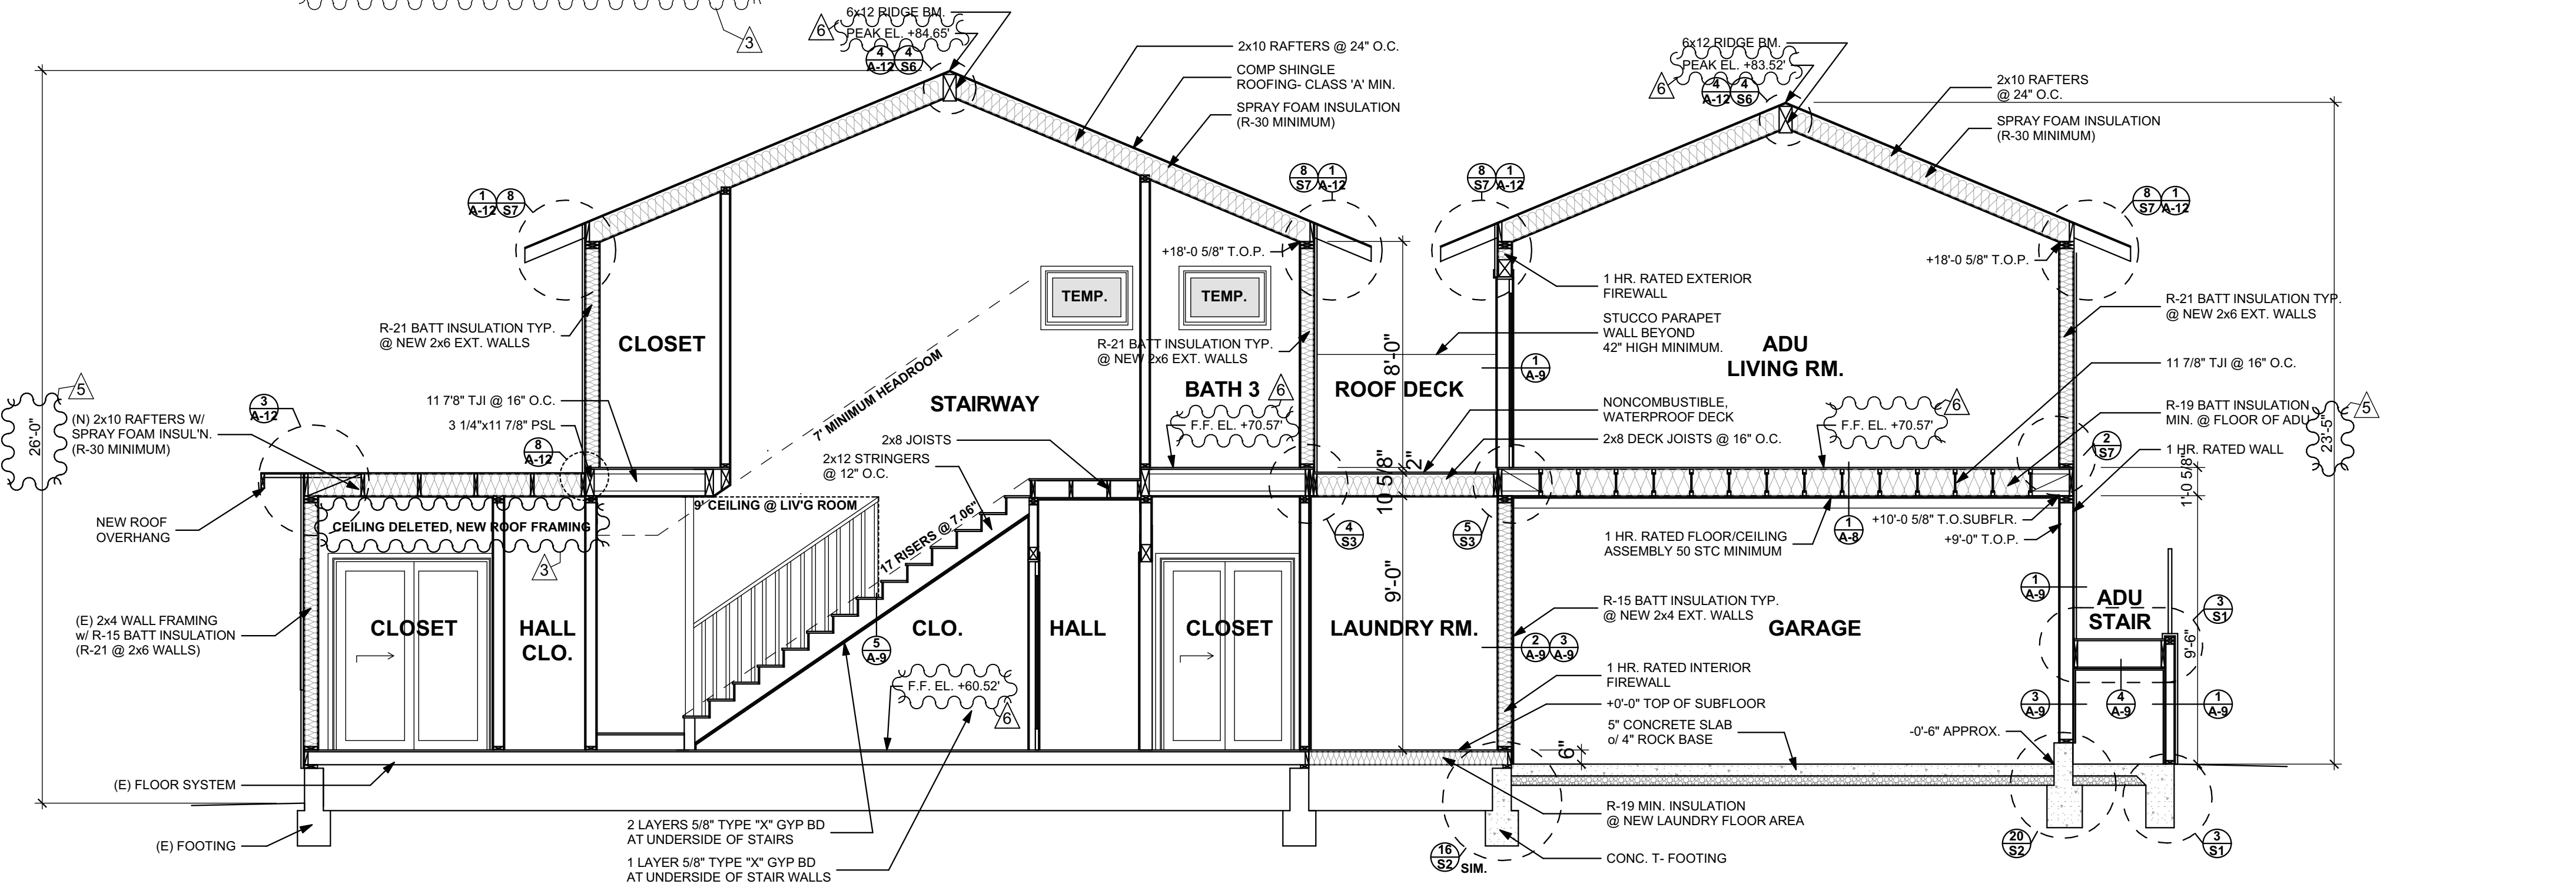 3
6
6x12 RIDGE BM.
PEAK EL. +84.65'
4
A-12
4
S6
2x10 RAFTERS @ 24" O.C.
COMP SHINGLE
ROOFING- CLASS 'A' MIN.
SPRAY FOAM INSULATION
(R-30 MINIMUM)
6x12 RIDGE BM.
PEAK EL. +83.52'
6
4
A-12
4
S6
2x10 RAFTERS
@ 24" O.C.
SPRAY FOAM INSULATION
(R-30 MINIMUM)
1
A-12
8
S7
8
S7
1
A-12
8
S7
1
A-12
8
S7
1
A-12
+18'-0 5/8" T.O.P.
+18'-0 5/8" T.O.P.
1 HR. RATED EXTERIOR
FIREWALL
STUCCO PARAPET
WALL BEYOND
42" HIGH MINIMUM.
TEMP.
TEMP.
R-21 BATT INSULATION TYP.
@ NEW 2x6 EXT. WALLS
CLOSET
R-21 BATT INSULATION TYP.
@ NEW 2x6 EXT. WALLS
8'-0"
ADU
LIVING RM.
R-21 BATT INSULATION TYP.
@ NEW 2x6 EXT. WALLS
11 7/8" TJI @ 16" O.C.
7' MINIMUM HEADROOM
STAIRWAY
BATH 3
6
F.F. EL. +70.57'
ROOF DECK
1
A-9
NONCOMBUSTIBLE,
WATERPROOF DECK
2x8 DECK JOISTS @ 16" O.C.
F.F. EL. +70.57'
6
R-19 BATT INSULATION
MIN. @ FLOOR OF ADU
5
23'-5"
2
S7
1 HR. RATED WALL
5
26'-0"
(N) 2x10 RAFTERS W/
SPRAY FOAM INSUL'N.
(R-30 MINIMUM)
3
A-12
11 7'8" TJI @ 16" O.C.
3 1/4"x11 7/8" PSL
8
A-12
2x8 JOISTS
2x12 STRINGERS
@ 12" O.C.
2"
10 5/8"
1'-0 5/8"
NEW ROOF
OVERHANG
CEILING DELETED, NEW ROOF FRAMING
3
9' CEILING @ LIV'G ROOM
17 RISERS @ 7.06"
4
S3
5
S3
1 HR. RATED FLOOR/CEILING
ASSEMBLY 50 STC MINIMUM
1
A-8
+10'-0 5/8" T.O.SUBFLR.
+9'-0" T.O.P.
9'-0"
1
A-9
ADU
STAIR
3
S1
9'-6"
(E) 2x4 WALL FRAMING
w/ R-15 BATT INSULATION
(R-21 @ 2x6 WALLS)
CLOSET
HALL
CLO.
5
A-9
CLO.
HALL
CLOSET
LAUNDRY RM.
R-15 BATT INSULATION TYP.
@ NEW 2x4 EXT. WALLS
2
A-9
3
A-9
GARAGE
1 HR. RATED INTERIOR
FIREWALL
+0'-0" TOP OF SUBFLOOR
5" CONCRETE SLAB
o/ 4" ROCK BASE
-0'-6" APPROX.
3
A-9
4
A-9
1
A-9
F.F. EL. +60.52'
6
6"
(E) FLOOR SYSTEM
(E) FOOTING
2 LAYERS 5/8" TYPE "X" GYP BD
AT UNDERSIDE OF STAIRS
1 LAYER 5/8" TYPE "X" GYP BD
AT UNDERSIDE OF STAIR WALLS
R-19 MIN. INSULATION
@ NEW LAUNDRY FLOOR AREA
CONC. T- FOOTING
16
S2
SIM.
20
S2
3
S1